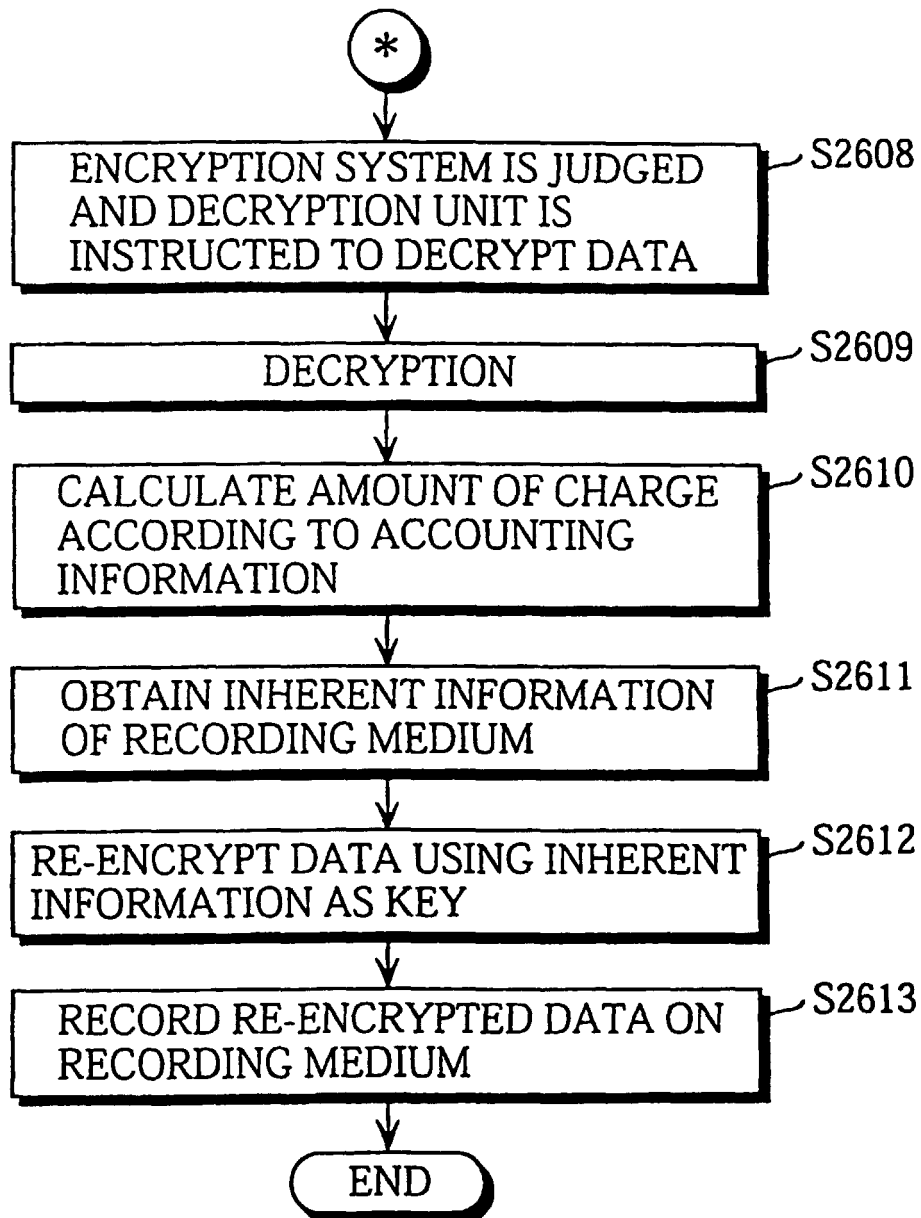 *
ENCRYPTION SYSTEM IS JUDGED
AND DECRYPTION UNIT IS
INSTRUCTED TO DECRYPT DATA
S2608
DECRYPTION
S2609
CALCULATE AMOUNT OF CHARGE
ACCORDING TO ACCOUNTING
INFORMATION
S2610
OBTAIN INHERENT INFORMATION
OF RECORDING MEDIUM
S2611
RE-ENCRYPT DATA USING INHERENT
INFORMATION AS KEY
S2612
RECORD RE-ENCRYPTED DATA ON
RECORDING MEDIUM
S2613
END